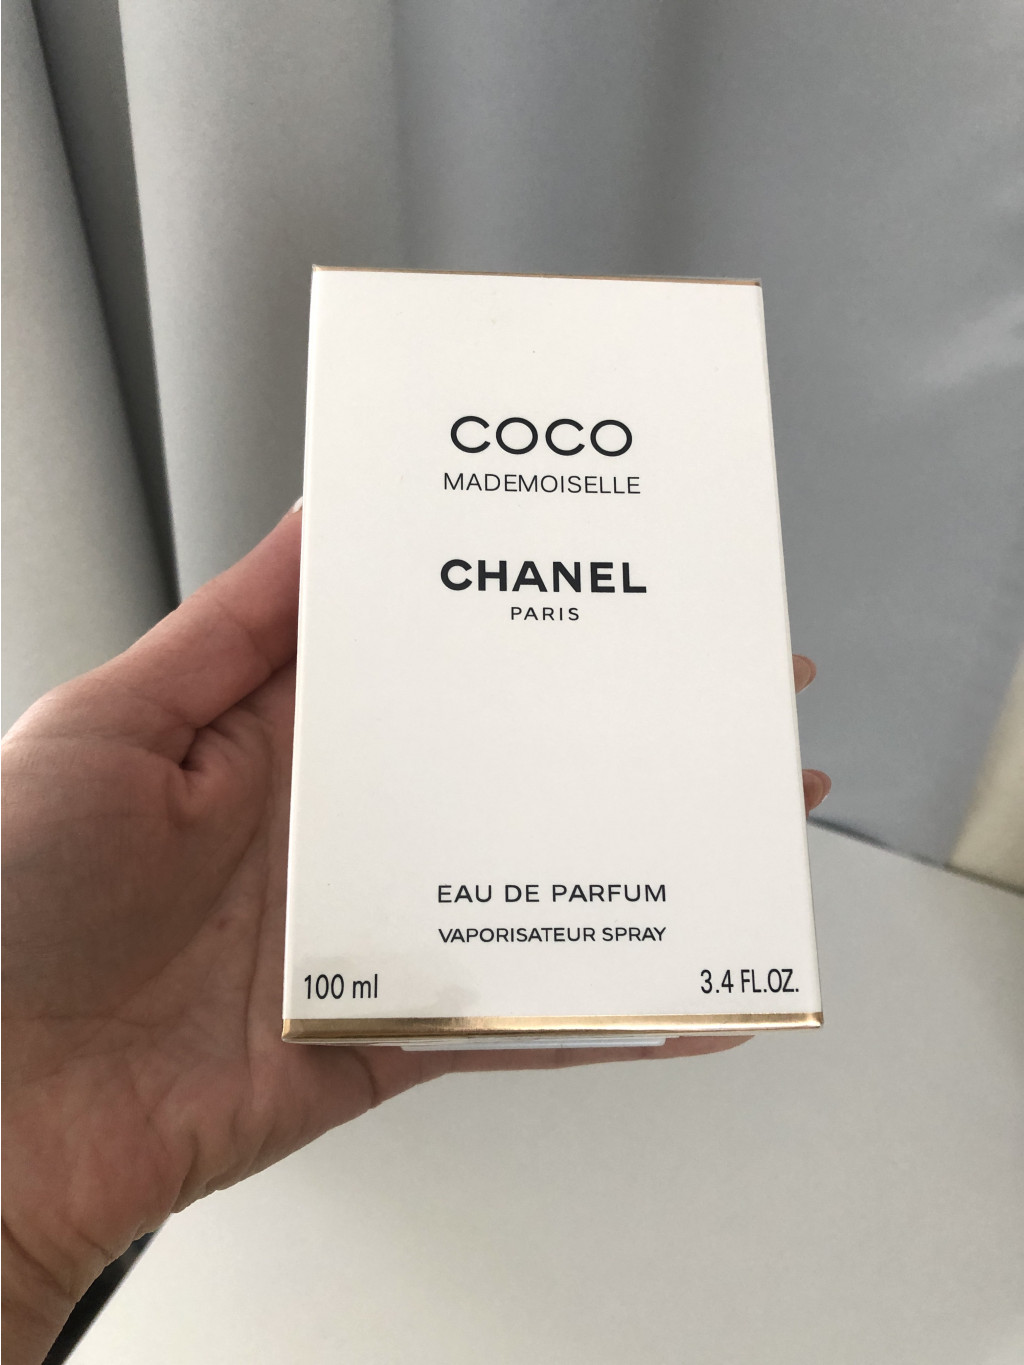 COCO
MADEMOISELLE
CHANEL
PARIS
EAU DE PARFUM
VAPORISATEUR SPRAY
100 ml 3.4 FL.OZ.